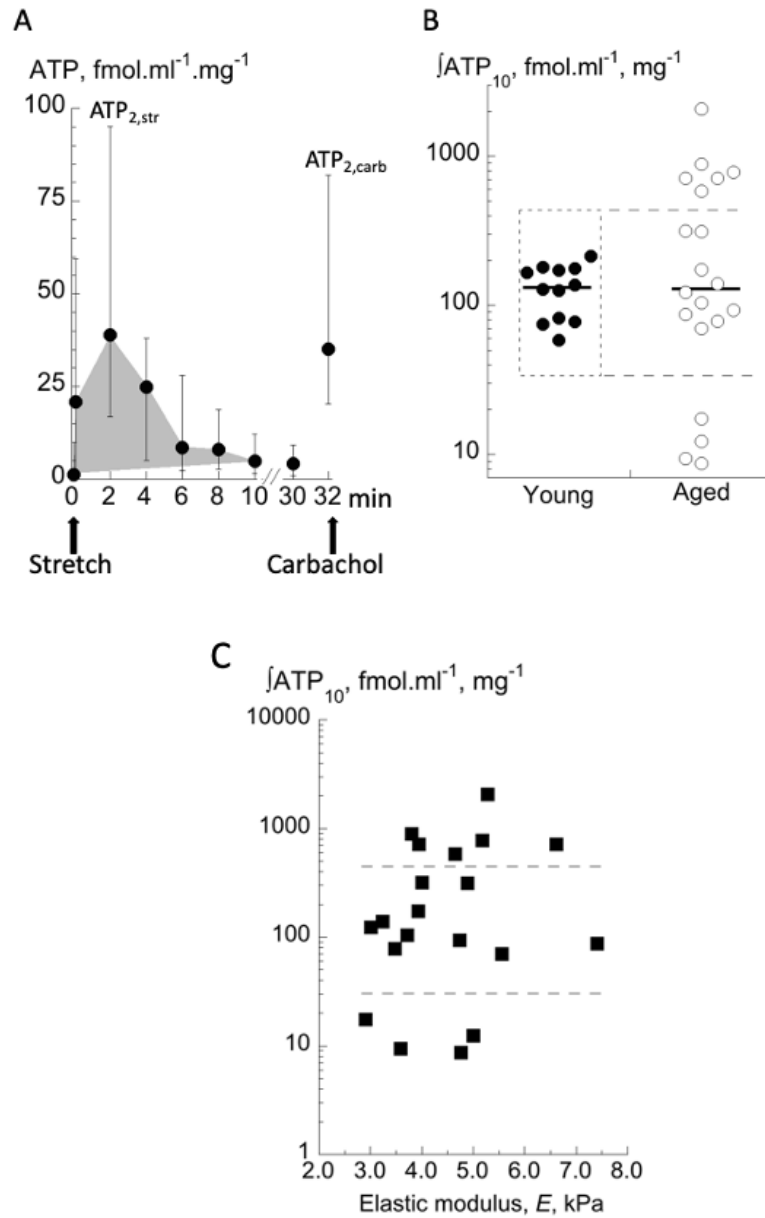 A
ATP, fmol.ml⁻¹.mg⁻¹
100
75
50
25
0
ATP₂,str
ATP₂,carb
0 2 4 6 8 10 30 32 min
Stretch
Carbachol
B
∫ATP₁₀, fmol.ml⁻¹, mg⁻¹
1000
100
10
Young
Aged
C
∫ATP₁₀, fmol.ml⁻¹, mg⁻¹
10000
1000
100
10
1
2.0 3.0 4.0 5.0 6.0 7.0 8.0
Elastic modulus, E, kPa